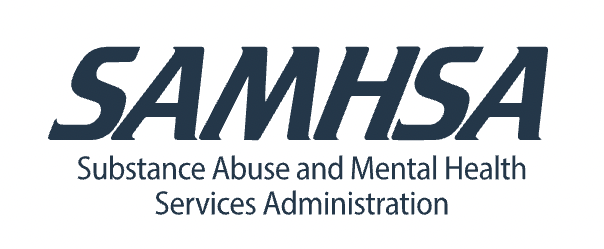 SAMHSA
Substance Abuse and Mental Health
Services Administration